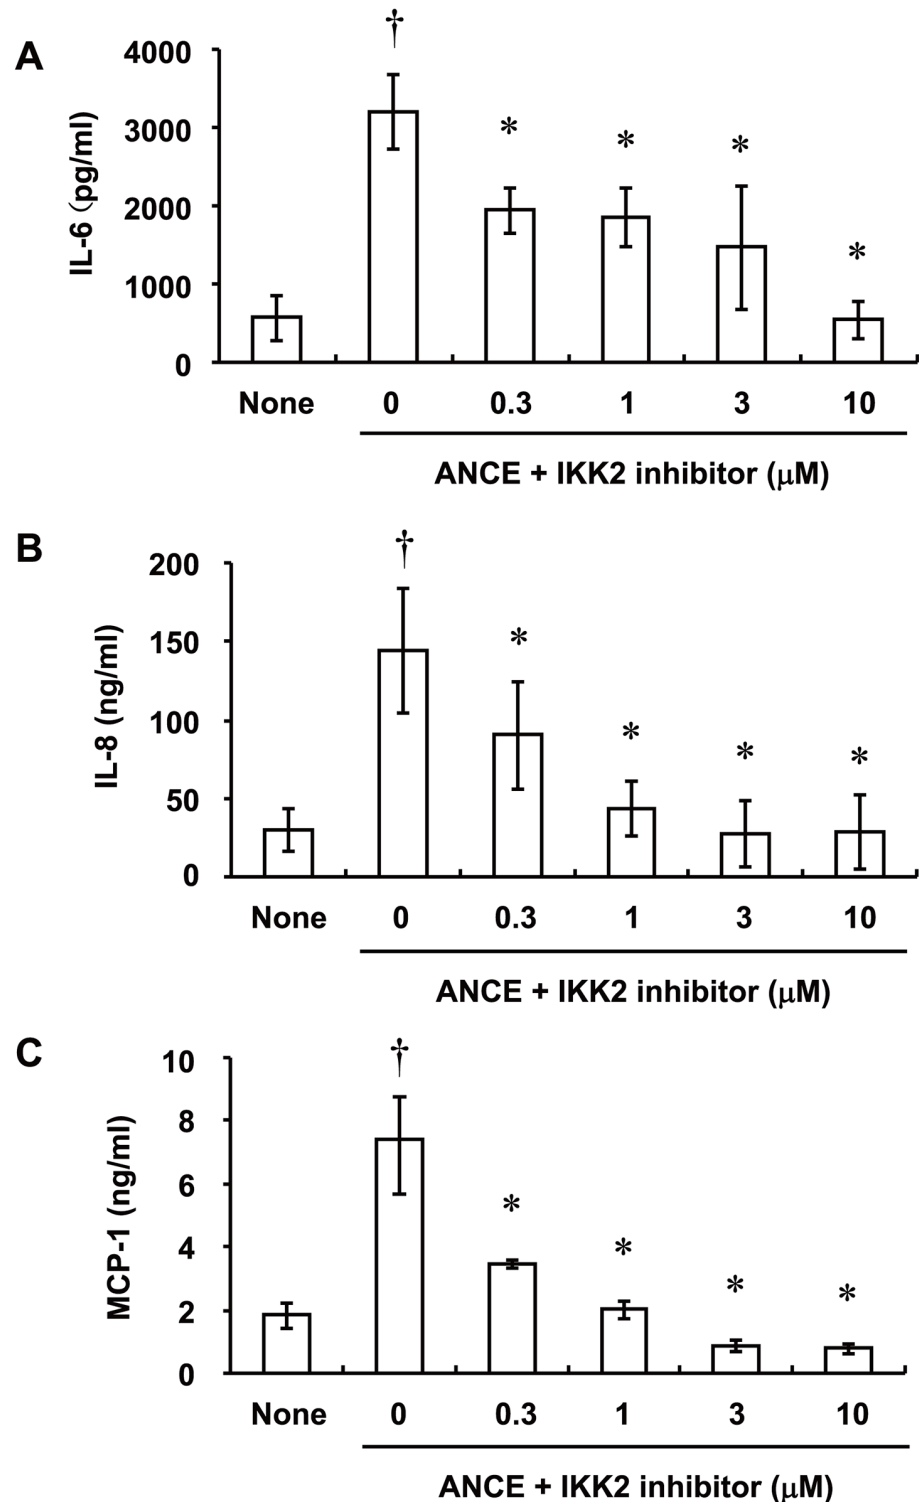 A
†
4000
3000
2000
1000
0
IL-6 (pg/ml)
* * * *
None 0 0.3 1 3 10
ANCE + IKK2 inhibitor (μM)
B
†
200
150
100
50
0
IL-8 (ng/ml)
* * * *
None 0 0.3 1 3 10
ANCE + IKK2 inhibitor (μM)
C
†
10
8
6
4
2
0
MCP-1 (ng/ml)
* * * *
None 0 0.3 1 3 10
ANCE + IKK2 inhibitor (μM)